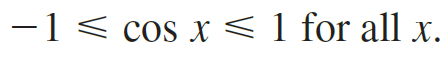 −1 ⩽ cos x ⩽ 1 for all x.